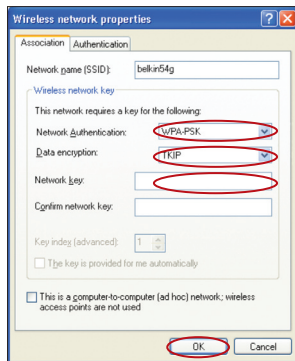 Wireless network properties
Association
Authentication
Network name (SSID):
belkin54g
Wireless network key
This network requires a key for the following:
Network Authentication:
WPA-PSK
Data encryption:
TKIP
Network key:
Confirm network key:
Key index (advanced):
1
The key is provided for me automatically
This is a computer-to-computer (ad hoc) network; wireless
access points are not used
OK
Cancel